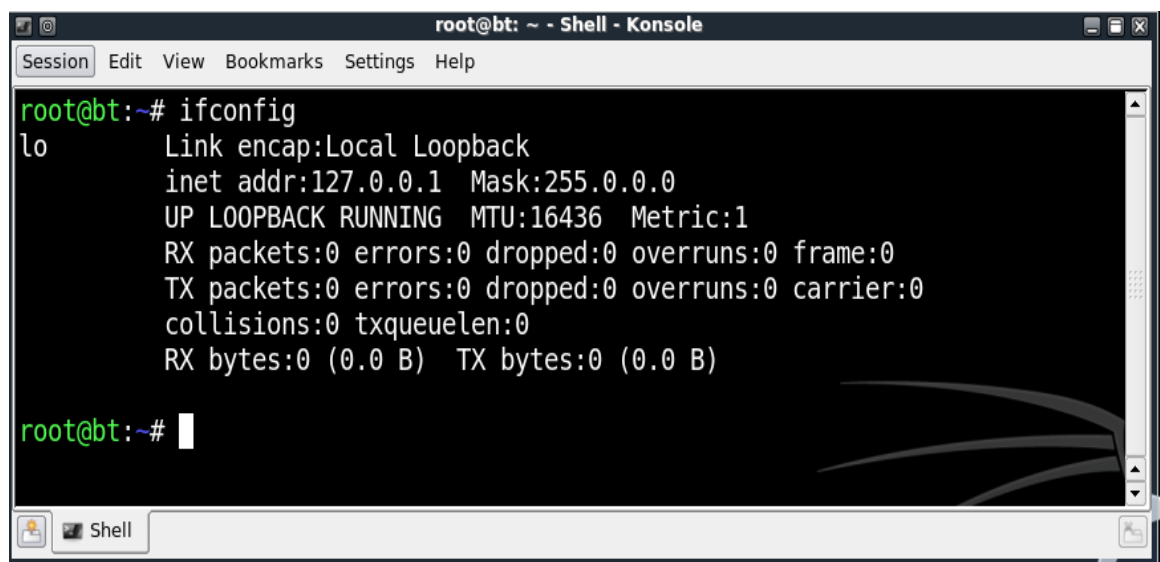 root@bt: ~ - Shell - Konsole
Session Edit View Bookmarks Settings Help
root@bt:~# ifconfig
lo        Link encap:Local Loopback
          inet addr:127.0.0.1  Mask:255.0.0.0
          UP LOOPBACK RUNNING  MTU:16436  Metric:1
          RX packets:0 errors:0 dropped:0 overruns:0 frame:0
          TX packets:0 errors:0 dropped:0 overruns:0 carrier:0
          collisions:0 txqueuelen:0
          RX bytes:0 (0.0 B)  TX bytes:0 (0.0 B)
root@bt:~#
Shell